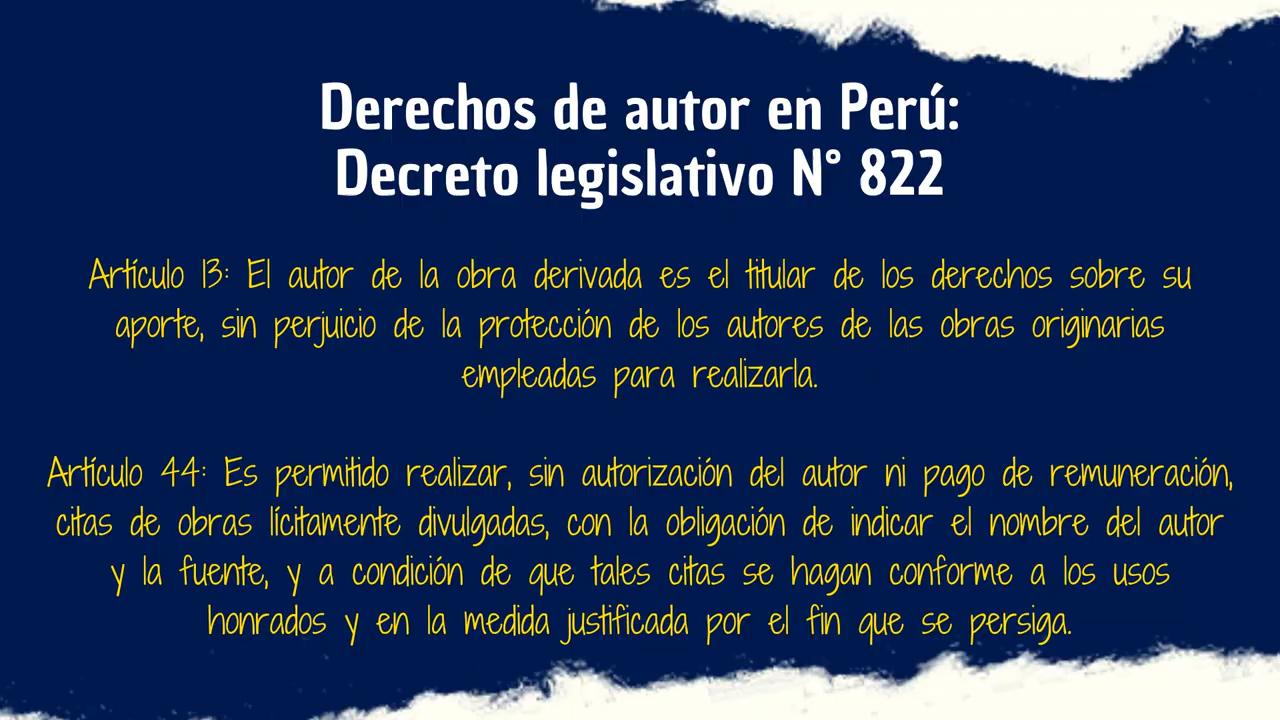 Derechos de autor en Perú:
Decreto legislativo N° 822
Artículo 13: El autor de la obra derivada es el titular de los derechos sobre su
aporte, sin perjuicio de la protección de los autores de las obras originarias
empleadas para realizarla.
Artículo 44: Es permitido realizar, sin autorización del autor ni pago de remuneración,
citas de obras lícitamente divulgadas, con la obligación de indicar el nombre del autor
y la fuente, y a condición de que tales citas se hagan conforme a los usos
honrados y en la medida justificada por el fin que se persiga.